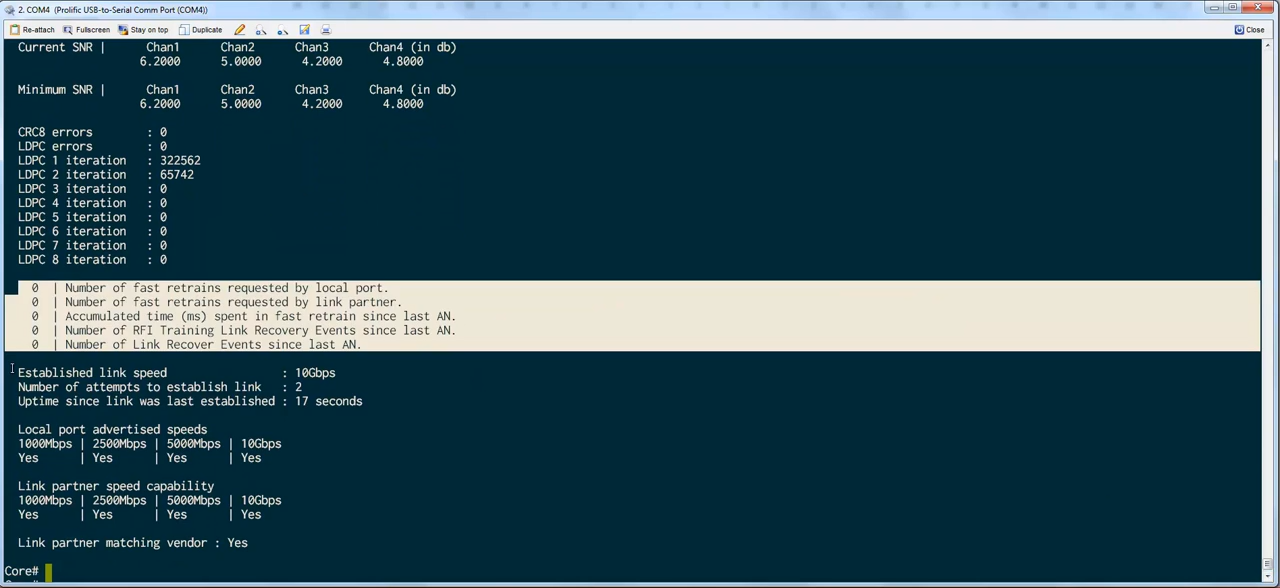 2. COM4  (Prolific USB-to-Serial Comm Port (COM4))
Re-attach Fullscreen Stay on top Duplicate Close
Current SNR | Chan1 Chan2 Chan3 Chan4 (in db)
6.2000 5.0000 4.2000 4.8000
Minimum SNR | Chan1 Chan2 Chan3 Chan4 (in db)
6.2000 5.0000 4.2000 4.8000
CRC8 errors : 0
LDPC errors : 0
LDPC 1 iteration : 322562
LDPC 2 iteration : 65742
LDPC 3 iteration : 0
LDPC 4 iteration : 0
LDPC 5 iteration : 0
LDPC 6 iteration : 0
LDPC 7 iteration : 0
LDPC 8 iteration : 0
0 | Number of fast retrains requested by local port.
0 | Number of fast retrains requested by link partner.
0 | Accumulated time (ms) spent in fast retrain since last AN.
0 | Number of RFI Training Link Recovery Events since last AN.
0 | Number of Link Recover Events since last AN.
Established link speed : 10Gbps
Number of attempts to establish link : 2
Uptime since link was last established : 17 seconds
Local port advertised speeds
1000Mbps | 2500Mbps | 5000Mbps | 10Gbps
Yes | Yes | Yes | Yes
Link partner speed capability
1000Mbps | 2500Mbps | 5000Mbps | 10Gbps
Yes | Yes | Yes | Yes
Link partner matching vendor : Yes
Core#